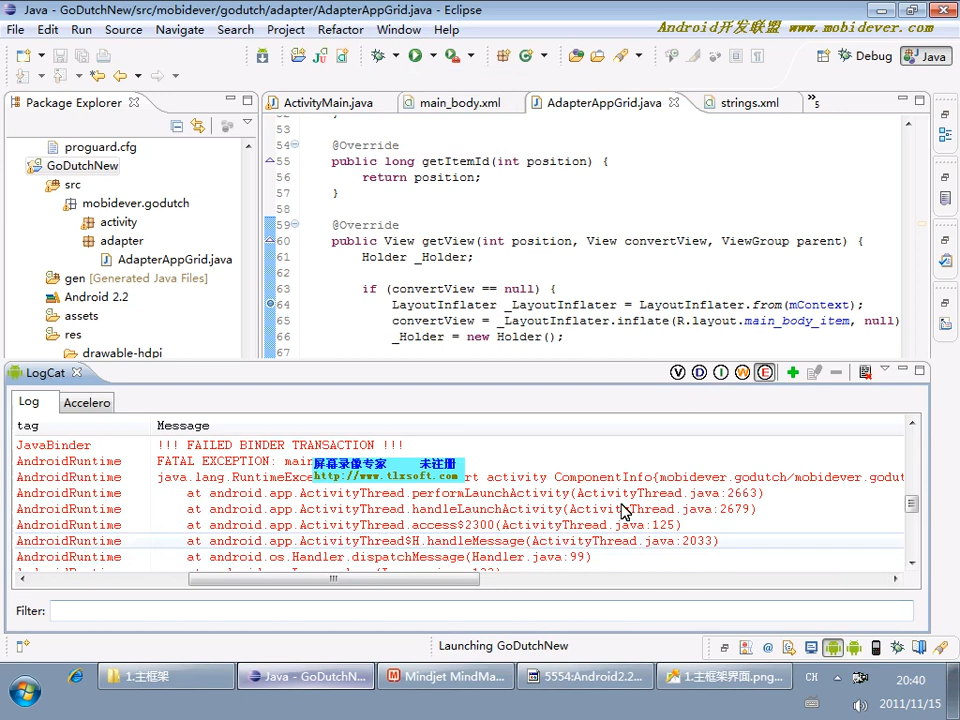 Java - GoDutchNew/src/mobidever/godutch/adapter/AdapterAppGrid.java - Eclipse
File Edit Run Source Navigate Search Project Refactor Window Help
Android开发联盟 www.mobidever.com
Debug Java
Package Explorer
ActivityMain.java main_body.xml AdapterAppGrid.java strings.xml »5
proguard.cfg
GoDutchNew
src
mobidever.godutch
activity
adapter
AdapterAppGrid.java
gen [Generated Java Files]
Android 2.2
assets
res
drawable-hdpi
53
54 @Override
55 public long getItemId(int position) {
56 return position;
57 }
58
59 @Override
60 public View getView(int position, View convertView, ViewGroup parent) {
61 Holder _Holder;
62
63 if (convertView == null) {
64 LayoutInflater _LayoutInflater = LayoutInflater.from(mContext);
65 convertView = _LayoutInflater.inflate(R.layout.main_body_item, null)
66 _Holder = new Holder();
67
LogCat
V D I W E
Log Accelero
tag Message
JavaBinder !!! FAILED BINDER TRANSACTION !!!
AndroidRuntime FATAL EXCEPTION: main
屏幕录像专家 未注册
http://www.tlxsoft.com
AndroidRuntime java.lang.RuntimeExce rt activity ComponentInfo{mobidever.godutch/mobidever.godut
AndroidRuntime at android.app.ActivityThread.performLaunchActivity(ActivityThread.java:2663)
AndroidRuntime at android.app.ActivityThread.handleLaunchActivity(ActivityThread.java:2679)
AndroidRuntime at android.app.ActivityThread.access$2300(ActivityThread.java:125)
AndroidRuntime at android.app.ActivityThread$H.handleMessage(ActivityThread.java:2033)
AndroidRuntime at android.os.Handler.dispatchMessage(Handler.java:99)
Filter:
Launching GoDutchNew
1.主框架 Java - GoDutchN... Mindjet MindMa... 5554:Android2.2... 1.主框架界面.png... CH 20:40
2011/11/15